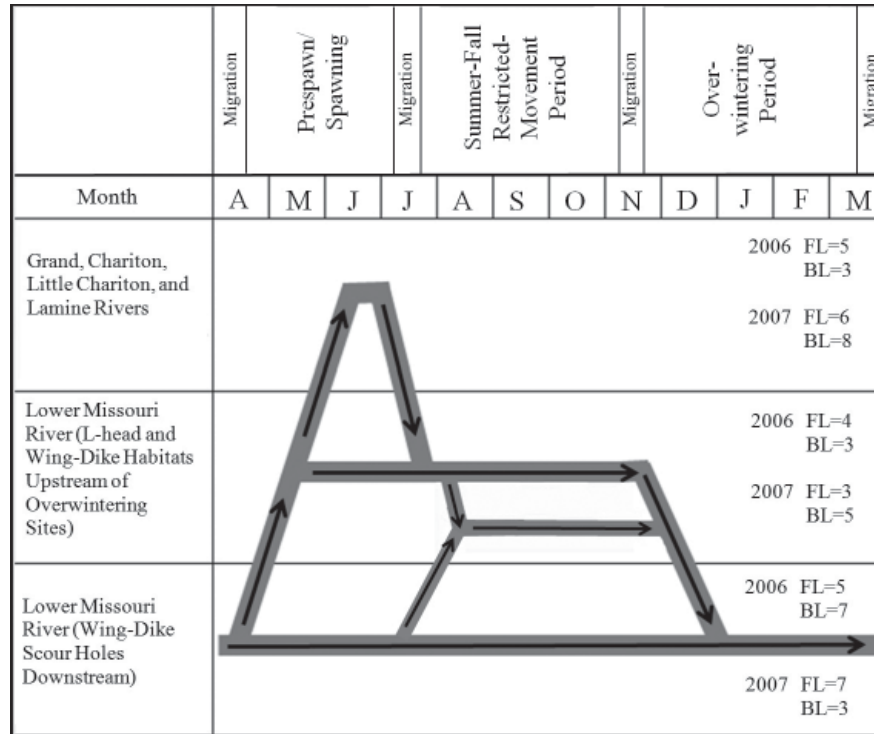 Migration
Prespawn/
Spawning
Migration
Summer-Fall
Restricted-
Movement
Period
Migration
Over-
wintering
Period
Migration
Month
A M J J A S O N D J F M
Grand, Chariton,
Little Chariton, and
Lamine Rivers
2006 FL=5
BL=3
2007 FL=6
BL=8
Lower Missouri
River (L-head and
Wing-Dike Habitats
Upstream of
Overwintering
Sites)
2006 FL=4
BL=3
2007 FL=3
BL=5
Lower Missouri
River (Wing-Dike
Scour Holes
Downstream)
2006 FL=5
BL=7
2007 FL=7
BL=3